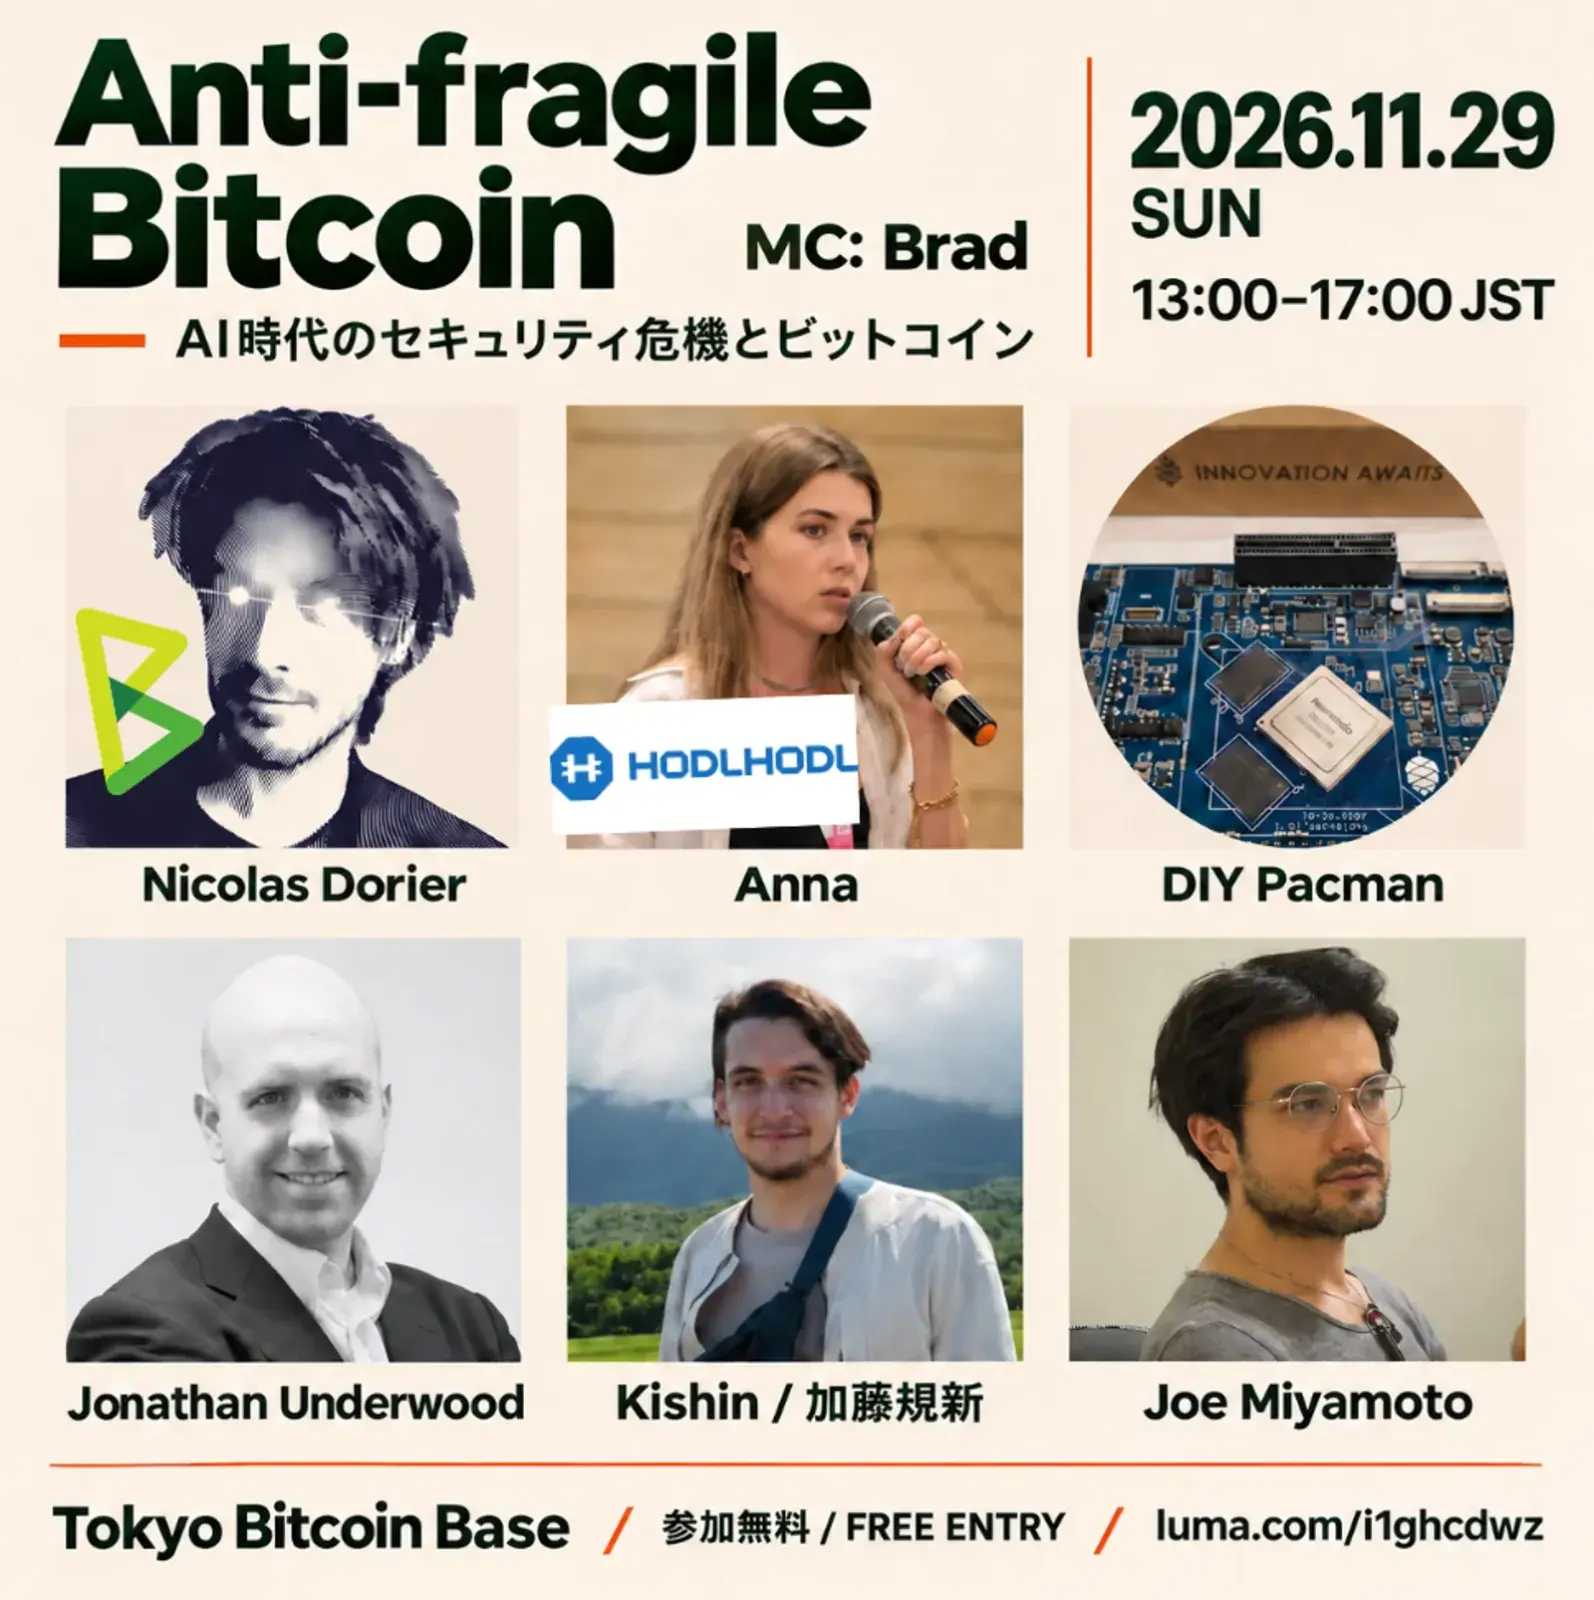 Anti-fragile
Bitcoin
MC: Brad
AI時代のセキュリティ危機とビットコイン
2026.11.29
SUN
13:00–17:00 JST
HODLHODL
INNOVATION AWAITS
Nicolas Dorier
Anna
DIY Pacman
Jonathan Underwood
Kishin / 加藤規新
Joe Miyamoto
Tokyo Bitcoin Base / 参加無料 / FREE ENTRY / luma.com/i1ghcdwz